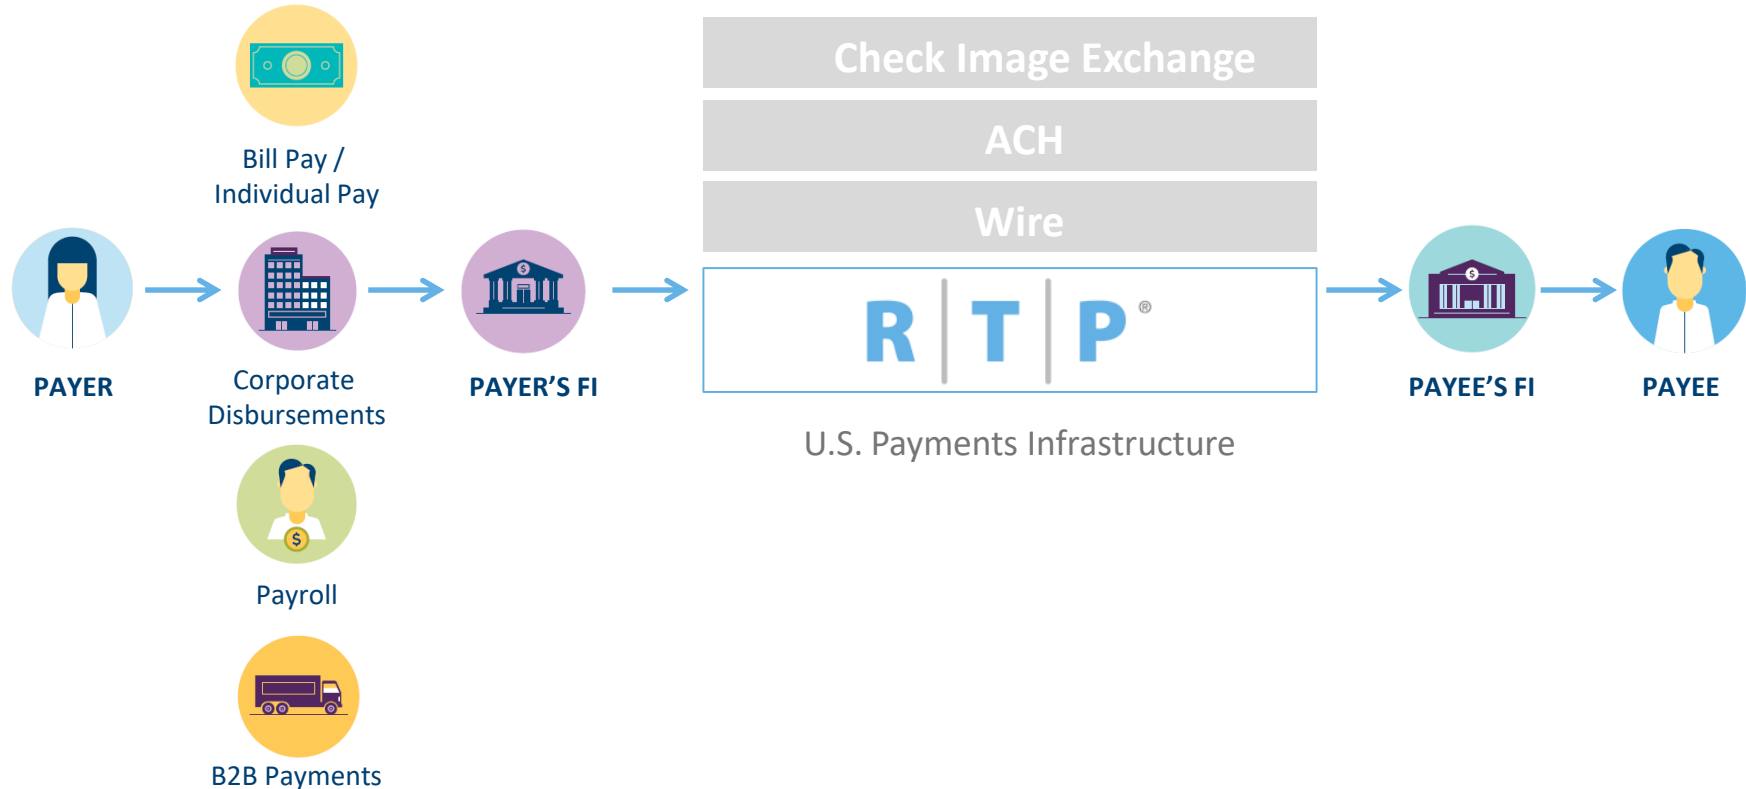 PAYER
Bill Pay /
Individual Pay
Corporate
Disbursements
Payroll
B2B Payments
PAYER'S FI
Check Image Exchange
ACH
Wire
R|T|P®
U.S. Payments Infrastructure
PAYEE'S FI
PAYEE